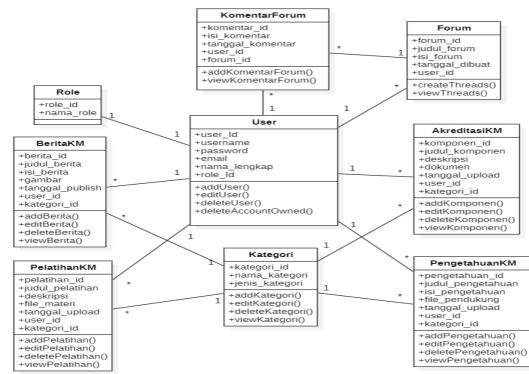 KomentarForum
+komentar_id
+isi_komentar
+tanggal_komentar
+user_id
+forum_id
+addKomentarForum()
+viewKomentarForum()
Forum
+forum_id
+judul_forum
+isi_forum
+tanggal_dibuat
+user_id
+createThreads()
+viewThreads()
Role
+role_id
+nama_role
User
+user_Id
+username
+password
+email
+nama_lengkap
+role_Id
+addUser()
+editUser()
+deleteUser()
+deleteAccountOwned()
BeritaKM
+berita_id
+judul_berita
+isi_berita
+gambar
+tanggal_publish
+user_id
+kategori_id
+addBerita()
+editBerita()
+deleteBerita()
+viewBerita()
AkreditasiKM
+komponen_id
+judul_komponen
+deskripsi
+dokumen
+tanggal_upload
+user_id
+kategori_id
+addKomponen()
+editKomponen()
+deleteKomponen()
+viewKomponen()
Kategori
+kategori_id
+nama_kategori
+jenis_kategori
+addKategori()
+editKategori()
+deleteKategori()
+viewKategori()
PelatihanKM
+pelatihan_id
+judul_pelatihan
+deskripsi
+file_materi
+tanggal_upload
+user_id
+kategori_id
+addPelatihan()
+editPelatihan()
+deletePelatihan()
+viewPelatihan()
PengetahuanKM
+pengetahuan_id
+judul_pengetahuan
+isi_pengetahuan
+file_pendukung
+tanggal_upload
+user_id
+kategori_id
+addPengetahuan()
+editPengetahuan()
+deletePengetahuan()
+viewPengetahuan()
* 1
* 1
1 *
1 1
* 1
1 *
1 *
* 1
* 1
1 *
* 1
1 *